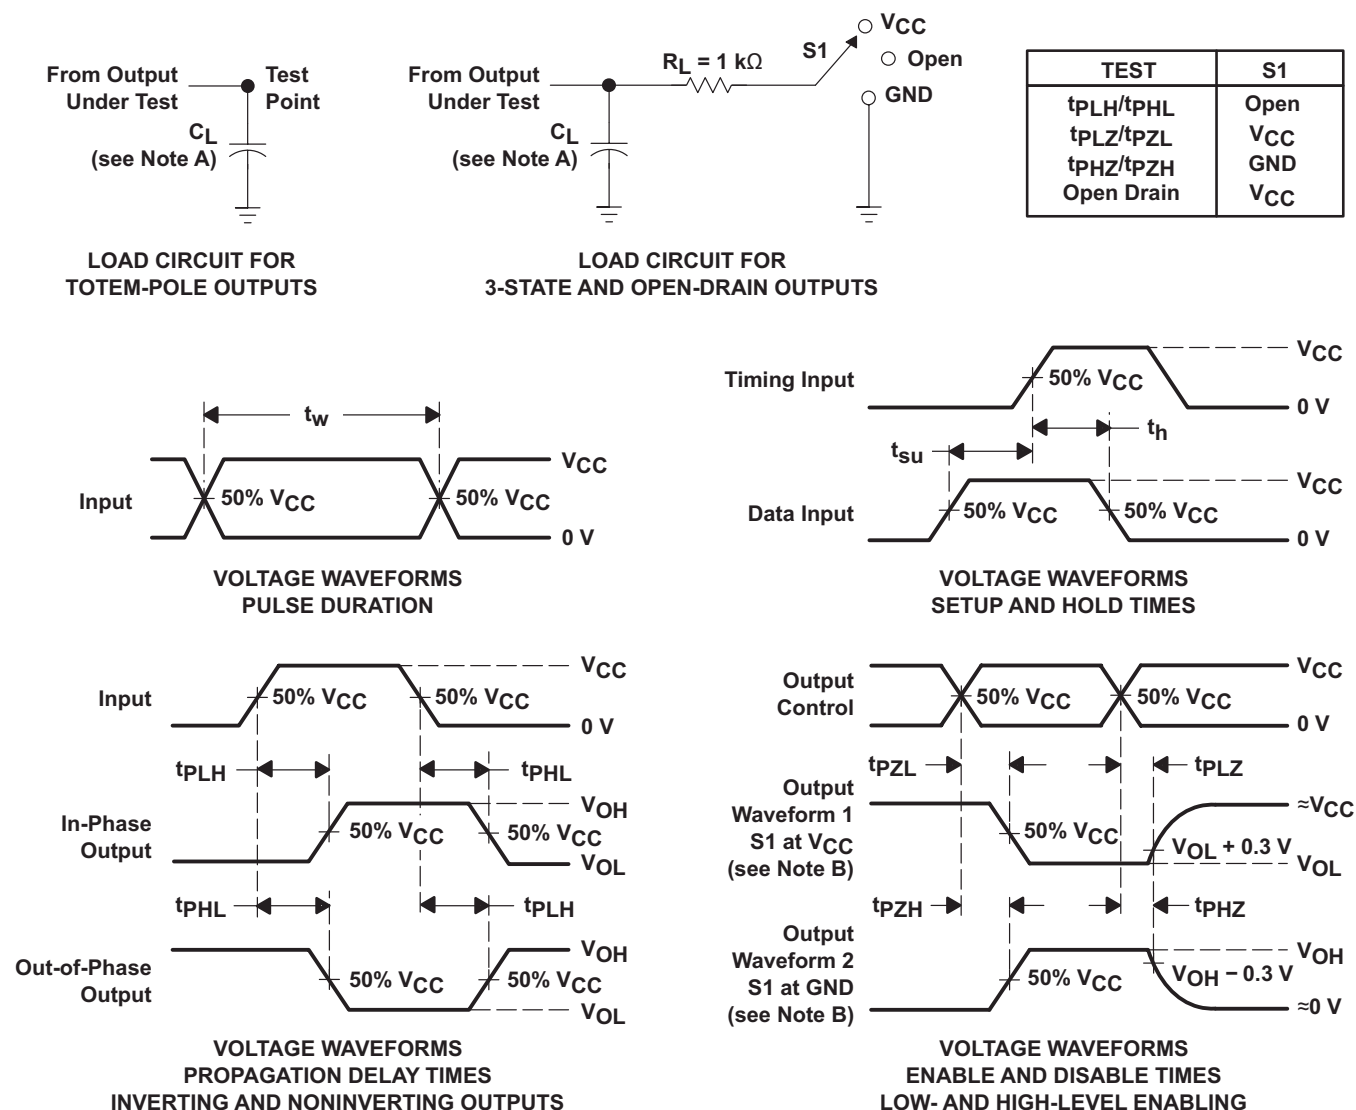 From Output
Under Test
Test
Point
CL
(see Note A)
LOAD CIRCUIT FOR
TOTEM-POLE OUTPUTS
From Output
Under Test
CL
(see Note A)
RL = 1 kΩ
S1
VCC
Open
GND
LOAD CIRCUIT FOR
3-STATE AND OPEN-DRAIN OUTPUTS
TEST S1
tPLH/tPHL Open
tPLZ/tPZL VCC
tPHZ/tPZH GND
Open Drain VCC
tw
Input
50% VCC
50% VCC
VCC
0 V
VOLTAGE WAVEFORMS
PULSE DURATION
Timing Input
50% VCC
VCC
0 V
th
tsu
Data Input
50% VCC
50% VCC
VCC
0 V
VOLTAGE WAVEFORMS
SETUP AND HOLD TIMES
Input
50% VCC
50% VCC
VCC
0 V
tPLH
tPHL
In-Phase
Output
50% VCC
50% VCC
VOH
VOL
tPHL
tPLH
Out-of-Phase
Output
50% VCC
50% VCC
VOH
VOL
VOLTAGE WAVEFORMS
PROPAGATION DELAY TIMES
INVERTING AND NONINVERTING OUTPUTS
Output
Control
50% VCC
50% VCC
VCC
0 V
tPZL
tPLZ
Output
Waveform 1
S1 at VCC
(see Note B)
50% VCC
VOL + 0.3 V
≈VCC
VOL
tPZH
tPHZ
Output
Waveform 2
S1 at GND
(see Note B)
50% VCC
VOH − 0.3 V
VOH
≈0 V
VOLTAGE WAVEFORMS
ENABLE AND DISABLE TIMES
LOW- AND HIGH-LEVEL ENABLING